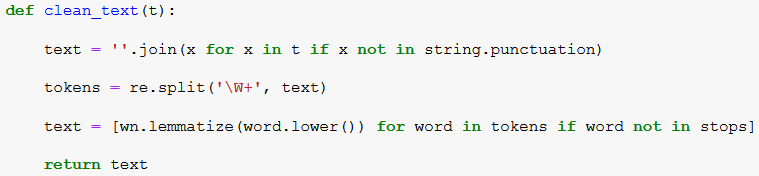 def clean_text(t):
    text = ''.join(x for x in t if x not in string.punctuation)
    tokens = re.split('\W+', text)
    text = [wn.lemmatize(word.lower()) for word in tokens if word not in stops]
    return text